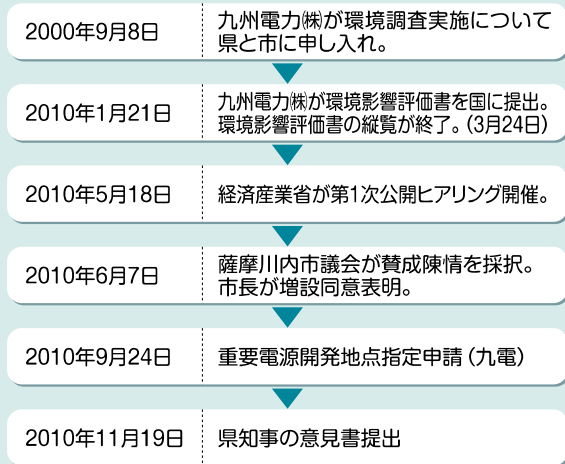 2000年9月8日
九州電力㈱が環境調査実施について
県と市に申し入れ。
2010年1月21日
九州電力㈱が環境影響評価書を国に提出。
環境影響評価書の縦覧が終了。(3月24日)
2010年5月18日
経済産業省が第1次公開ヒアリング開催。
2010年6月7日
薩摩川内市議会が賛成陳情を採択。
市長が増設同意表明。
2010年9月24日
重要電源開発地点指定申請(九電)
2010年11月19日
県知事の意見書提出